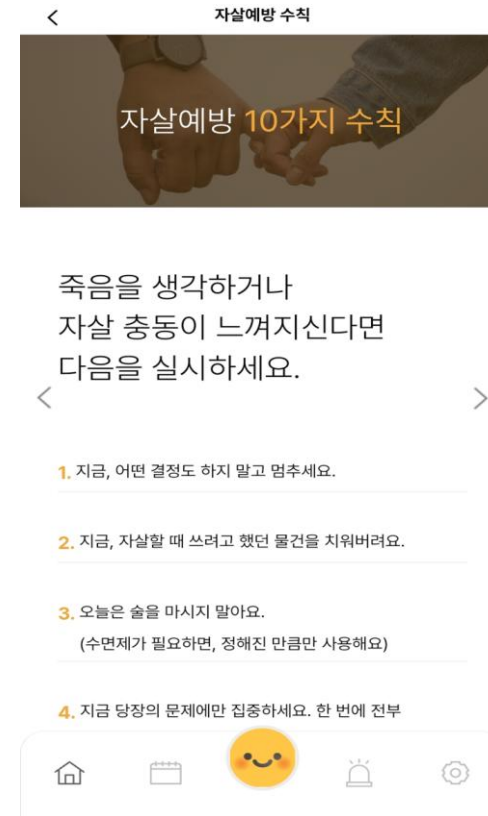 자살예방 수칙
자살예방 10가지 수칙
죽음을 생각하거나
자살 충동이 느껴지신다면
다음을 실시하세요.
1. 지금, 어떤 결정도 하지 말고 멈추세요.
2. 지금, 자살할 때 쓰려고 했던 물건을 치워버려요.
3. 오늘은 술을 마시지 말아요.
(수면제가 필요하면, 정해진 만큼만 사용해요)
4. 지금 당장의 문제에만 집중하세요. 한 번에 전부